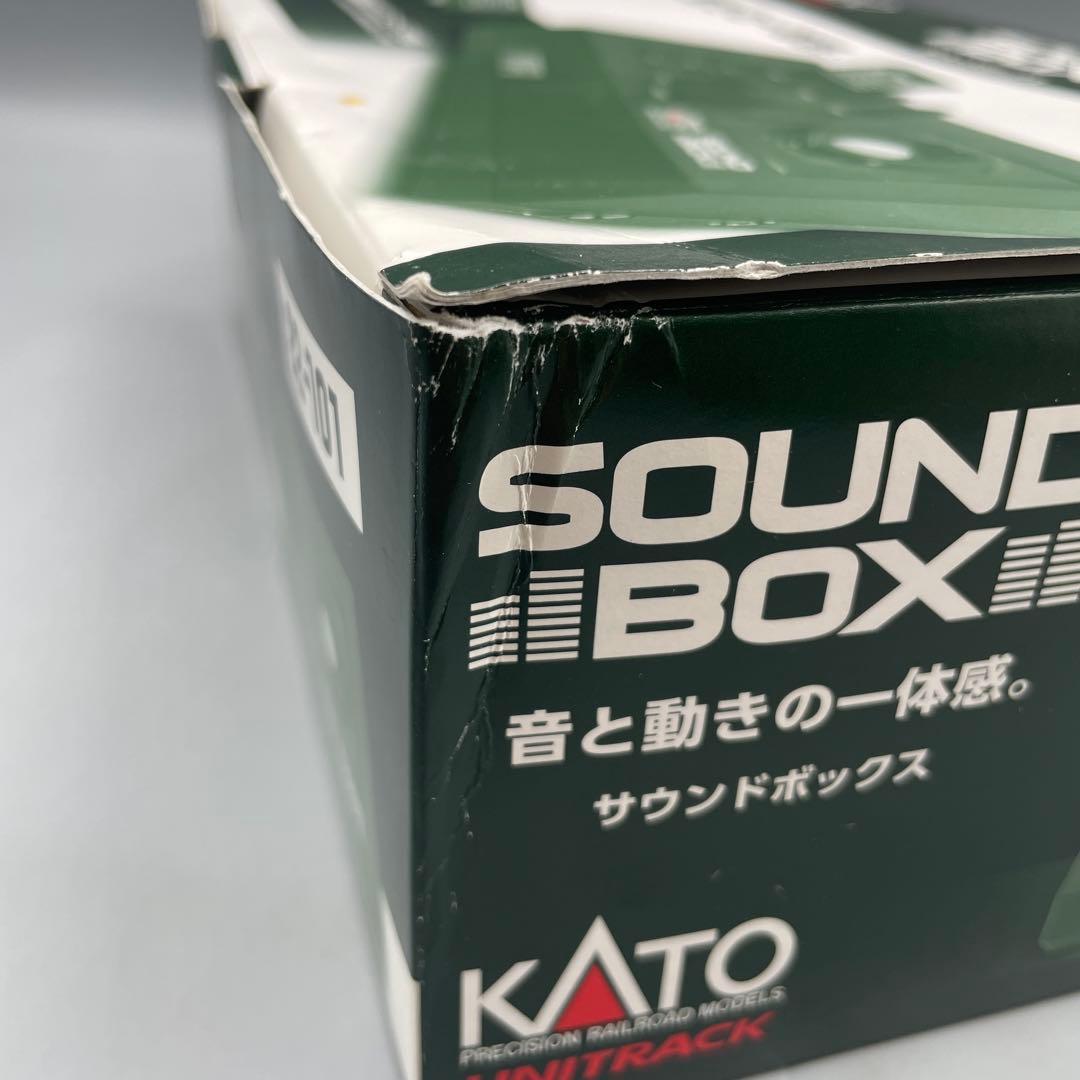 SOUND
BOX
音と動きの一体感。
サウンドボックス
KATO
PRECISION RAILROAD MODELS
UNITRACK